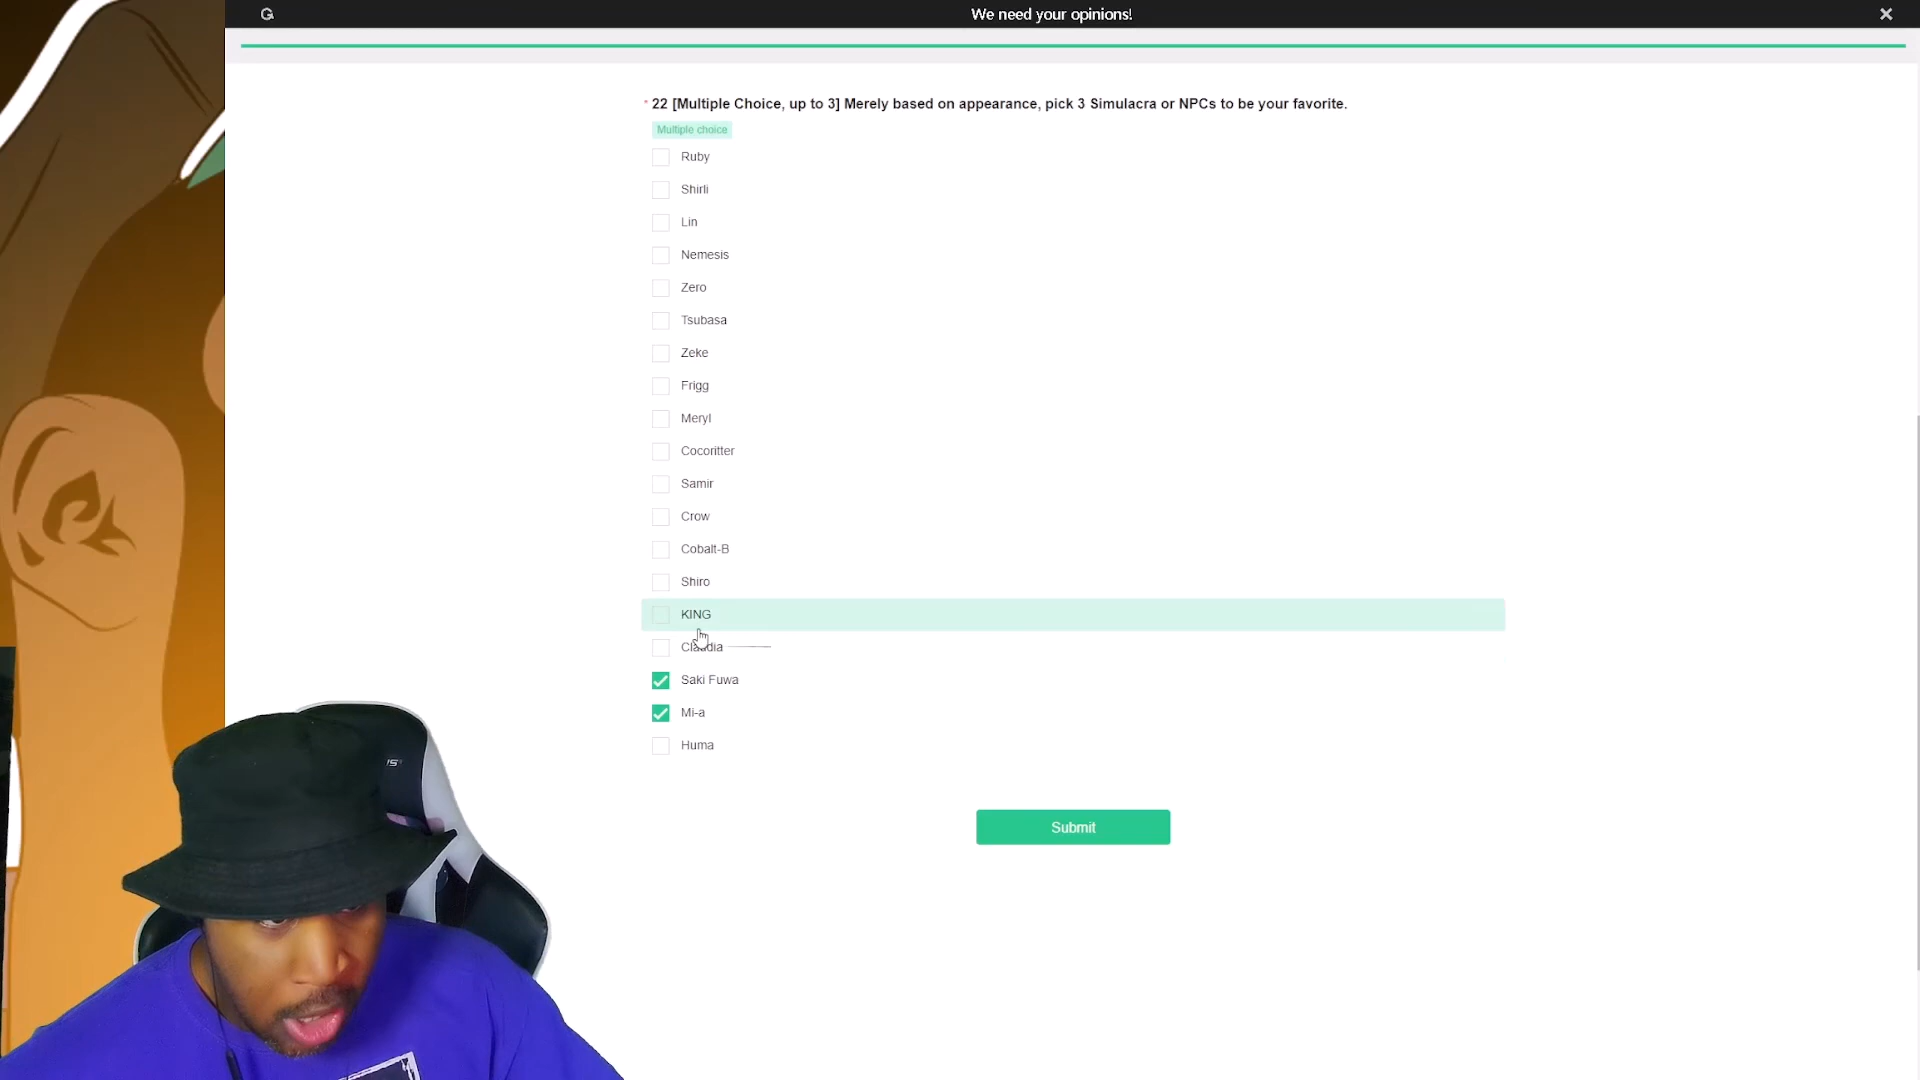 We need your opinions!
* 22 [Multiple Choice, up to 3] Merely based on appearance, pick 3 Simulacra or NPCs to be your favorite.
Multiple choice
Ruby
Shirli
Lin
Nemesis
Zero
Tsubasa
Zeke
Frigg
Meryl
Cocoritter
Samir
Crow
Cobalt-B
Shiro
KING
Claudia
Saki Fuwa
Mi-a
Huma
Submit